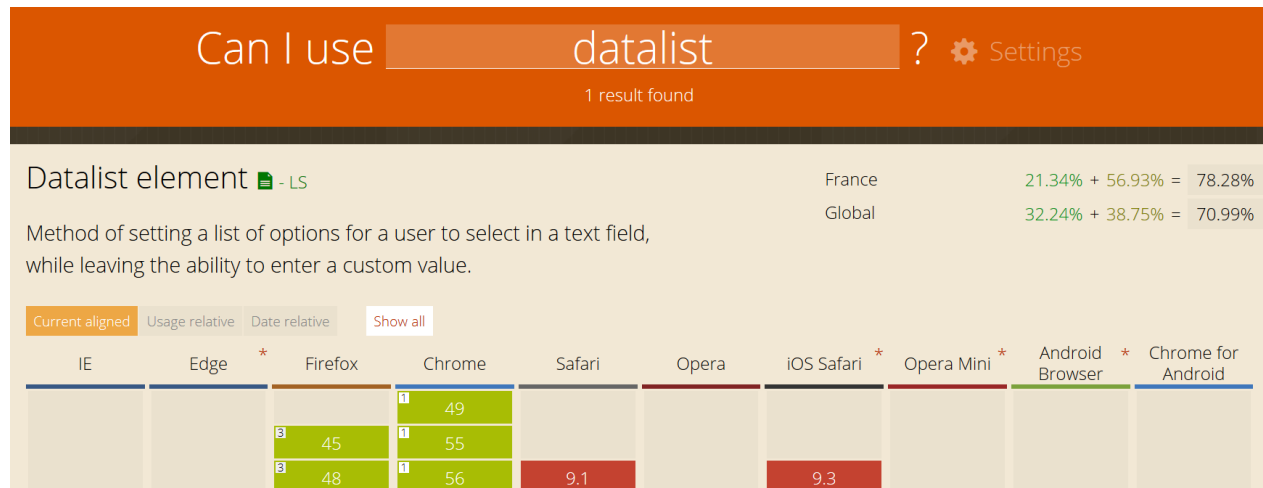 Can I use datalist ? Settings
1 result found
Datalist element - LS
France 21.34% + 56.93% = 78.28%
Global 32.24% + 38.75% = 70.99%
Method of setting a list of options for a user to select in a text field,
while leaving the ability to enter a custom value.
Current aligned Usage relative Date relative Show all
IE Edge * Firefox Chrome Safari Opera iOS Safari * Opera Mini * Android Browser * Chrome for Android
1 49
3 45 1 55
3 48 1 56 9.1 9.3